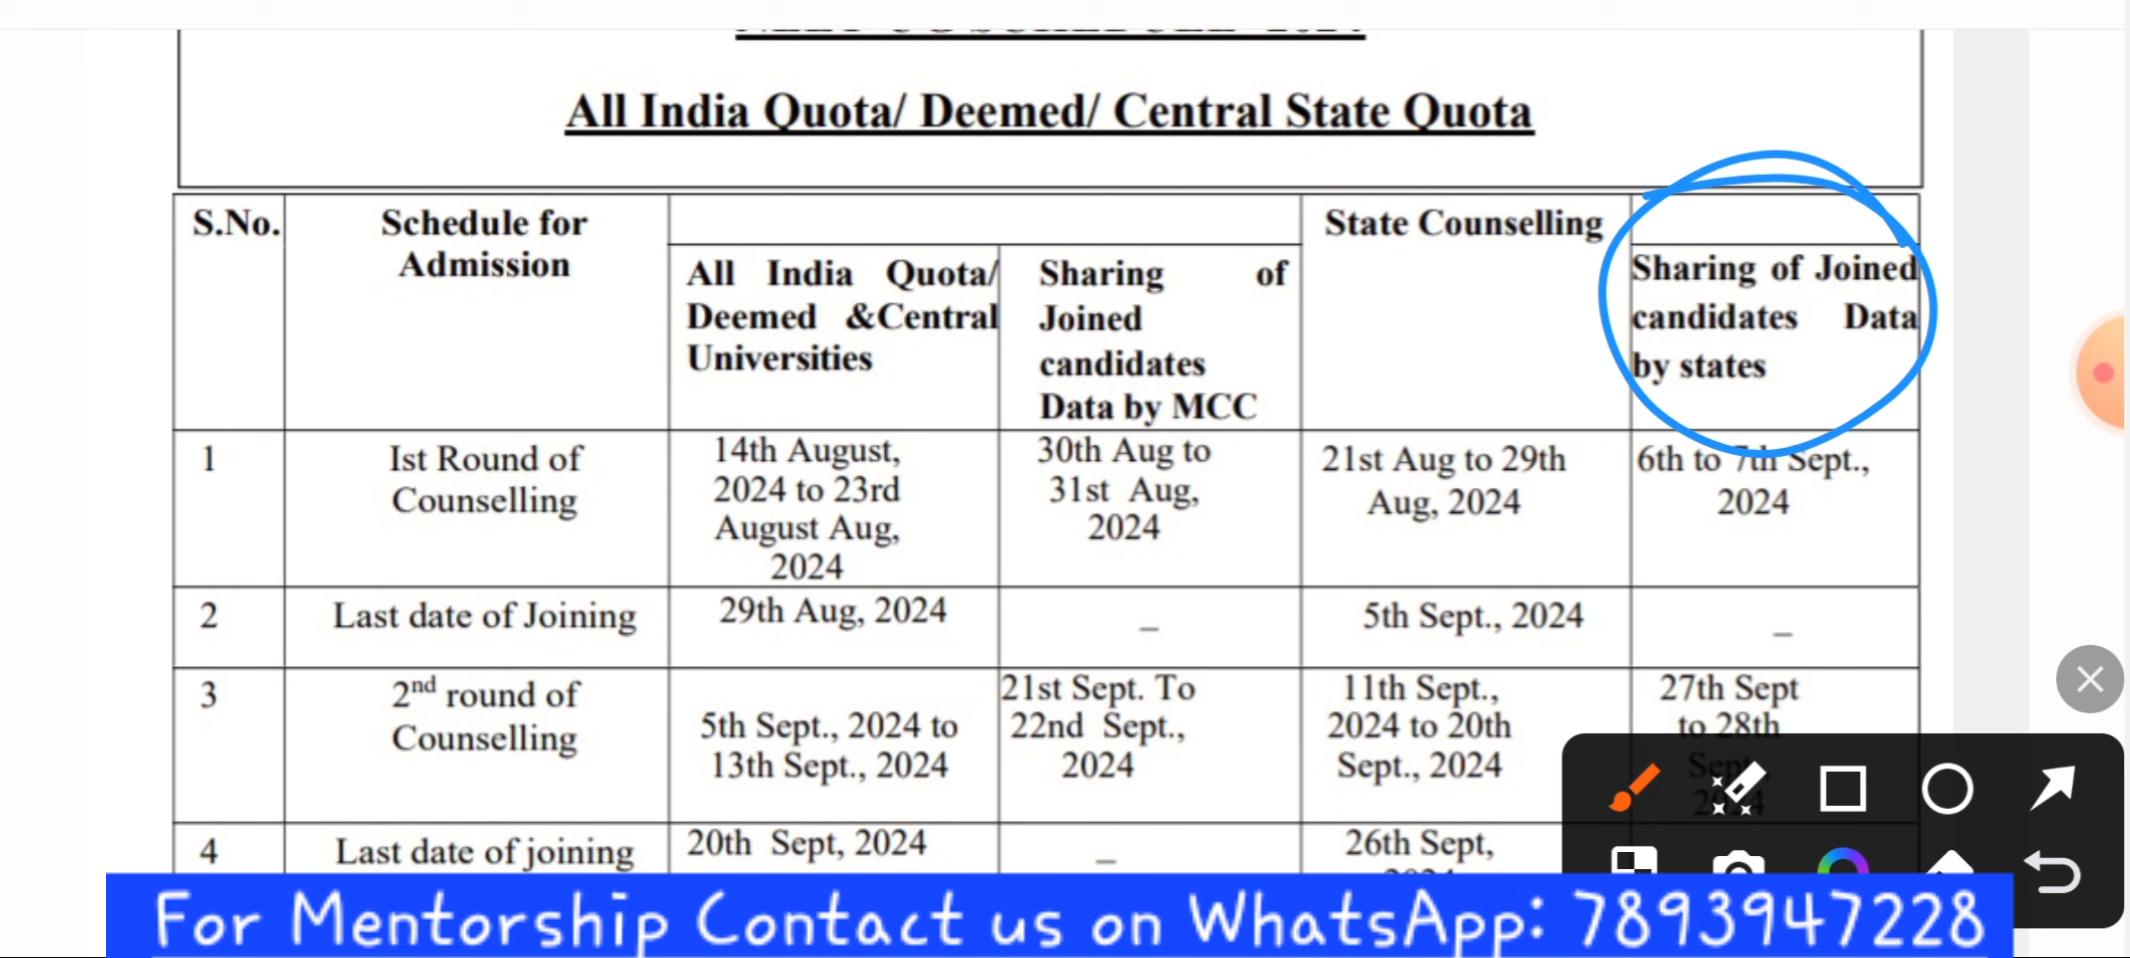 All India Quota/ Deemed/ Central State Quota
S.No.
Schedule for
Admission
All India Quota/
Deemed &Central
Universities
Sharing of
Joined
candidates
Data by MCC
State Counselling
Sharing of Joined
candidates Data
by states
1
Ist Round of
Counselling
14th August,
2024 to 23rd
August Aug,
2024
30th Aug to
31st Aug,
2024
21st Aug to 29th
Aug, 2024
6th to 7th Sept.,
2024
2
Last date of Joining
29th Aug, 2024
_
5th Sept., 2024
_
3
2nd round of
Counselling
5th Sept., 2024 to
13th Sept., 2024
21st Sept. To
22nd Sept.,
2024
11th Sept.,
2024 to 20th
Sept., 2024
27th Sept
to 28th
4
Last date of joining
20th Sept, 2024
_
26th Sept,
For Mentorship Contact us on WhatsApp: 7893947228